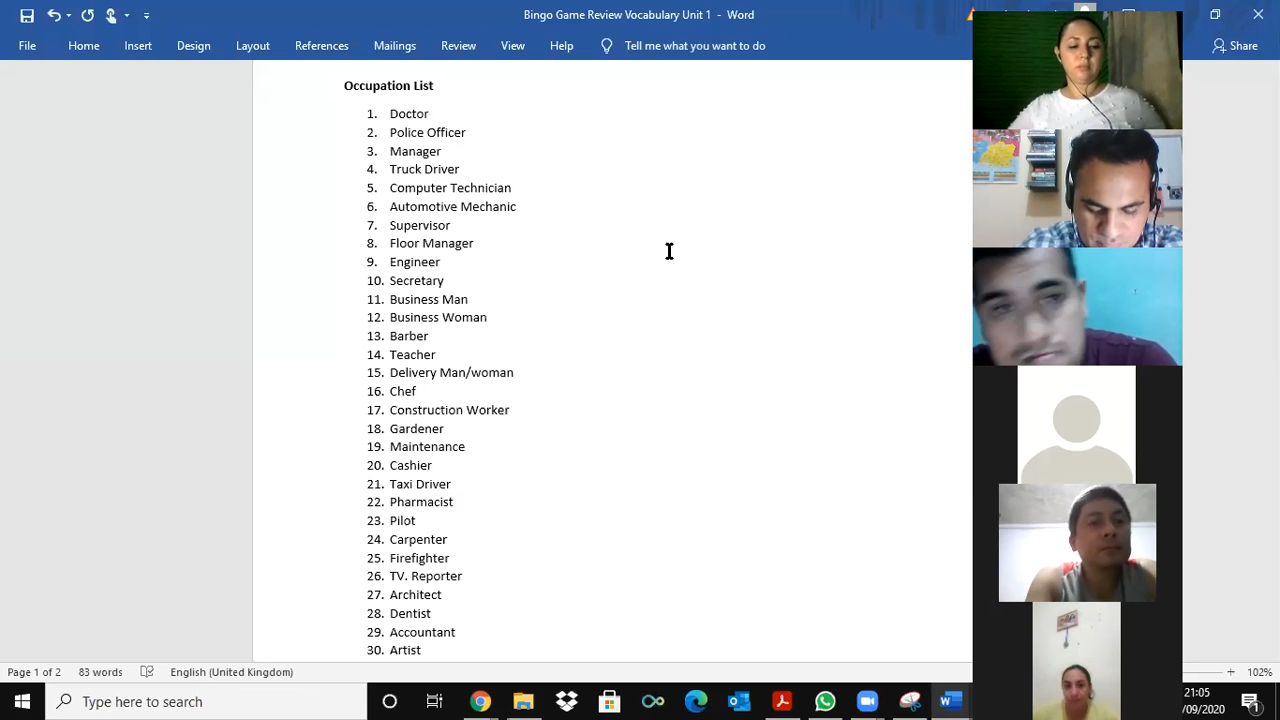 Bingo Game Review Vocabulary Unit 1 - Word
File Home Insert Design Layout References Mailings Review View Help Tell me what you want to do Share
Occupation List
1. Doctor
2. Police Officer
3. Manager
4. Truck Driver
5. Computer Technician
6. Automotive Mechanic
7. Supervisor
8. Floor Manager
9. Engineer
10. Secretary
11. Business Man
12. Business Woman
13. Barber
14. Teacher
15. Delivery Man/woman
16. Chef
17. Construction Worker
18. Gardener
19. Maintenance
20. Cashier
21. Taxi Driver
22. Pharmacist
23. Pilot
24. Carpenter
25. Firefighter
26. TV. Reporter
27. Architect
28. Dentist
29. Accountant
30. Artist
Page 1 of 2 83 words English (United Kingdom) 102%
Type here to search
21:05
/09/2020
1